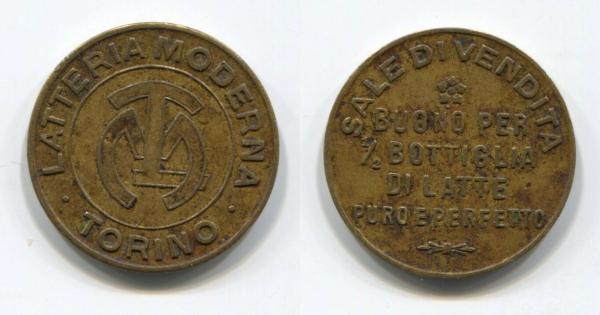 LATTERIA MODERNA
· TORINO ·
SALE DI VENDITA
BUONO PER
½ BOTTIGLIA
DI LATTE
PURO E PERFETTO